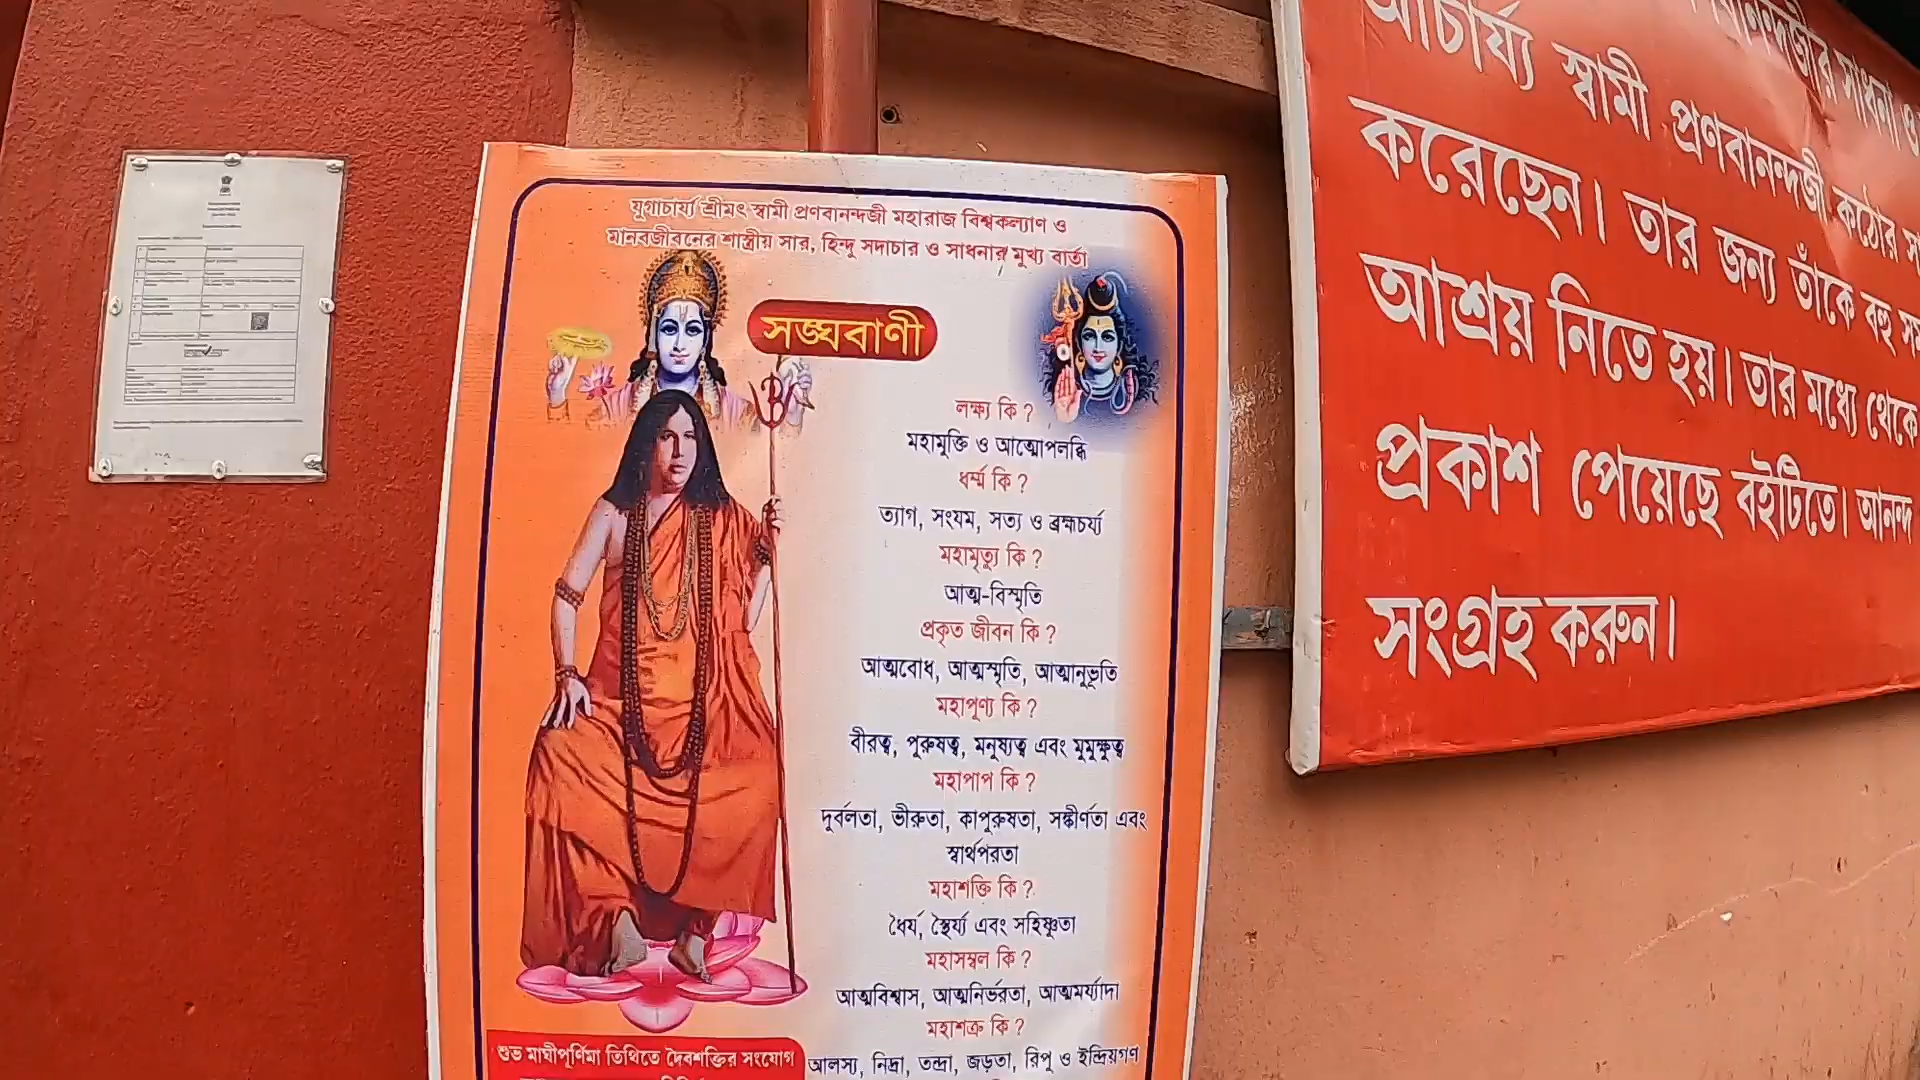 যুগাচার্য্য শ্রীমৎ স্বামী প্রণবানন্দজী মহারাজ বিশ্বকল্যাণ ও
মানবজীবনের শাস্ত্রীয় সার, হিন্দু সদাচার ও সাধনার মুখ্য বার্তা
সঙ্ঘবাণী
লক্ষ্য কি ?
মহামুক্তি ও আত্মোপলব্ধি
ধর্ম্ম কি ?
ত্যাগ, সংযম, সত্য ও ব্রহ্মচর্য্য
মহামৃত্যু কি ?
আত্ম-বিস্মৃতি
প্রকৃত জীবন কি ?
আত্মবোধ, আত্মস্মৃতি, আত্মানুভূতি
মহাপূণ্য কি ?
বীরত্ব, পুরুষত্ব, মনুষ্যত্ব এবং মুমুক্ষুত্ব
মহাপাপ কি ?
দুর্বলতা, ভীরুতা, কাপুরুষতা, সঙ্কীর্ণতা এবং
স্বার্থপরতা
মহাশক্তি কি ?
ধৈর্য, স্থৈর্য্য এবং সহিষ্ণুতা
মহাসম্বল কি ?
আত্মবিশ্বাস, আত্মনির্ভরতা, আত্মমর্য্যাদা
মহাশত্রু কি ?
আলস্য, নিদ্রা, তন্দ্রা, জড়তা, রিপু ও ইন্দ্রিয়গণ
শুভ মাঘীপূর্ণিমা তিথিতে দৈবশক্তির সংযোগ
সাধনা ও
আচার্য্য স্বামী প্রণবানন্দজী কঠোর
করেছেন। তার জন্য তাঁকে বহু
আশ্রয় নিতে হয়। তার মধ্যে থেকে
প্রকাশ পেয়েছে বইটিতে। আনন্দ
সংগ্রহ করুন।